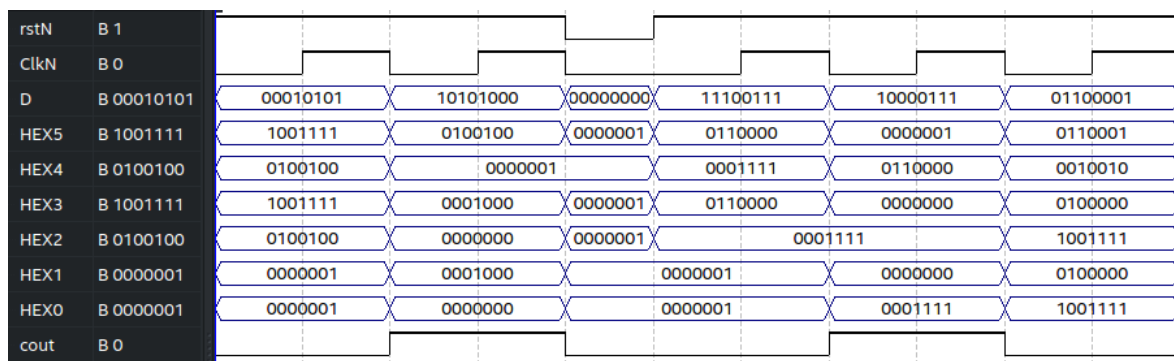 rstN B 1
ClkN B 0
D B 00010101 00010101 10101000 00000000 11100111 10000111 01100001
HEX5 B 1001111 1001111 0100100 0000001 0110000 0000001 0110001
HEX4 B 0100100 0100100 0000001 0001111 0110000 0010010
HEX3 B 1001111 1001111 0001000 0000001 0110000 0000000 0100000
HEX2 B 0100100 0100100 0000000 0000001 0001111 1001111
HEX1 B 0000001 0000001 0001000 0000001 0000000 0100000
HEX0 B 0000001 0000001 0000000 0000001 0001111 1001111
cout B 0